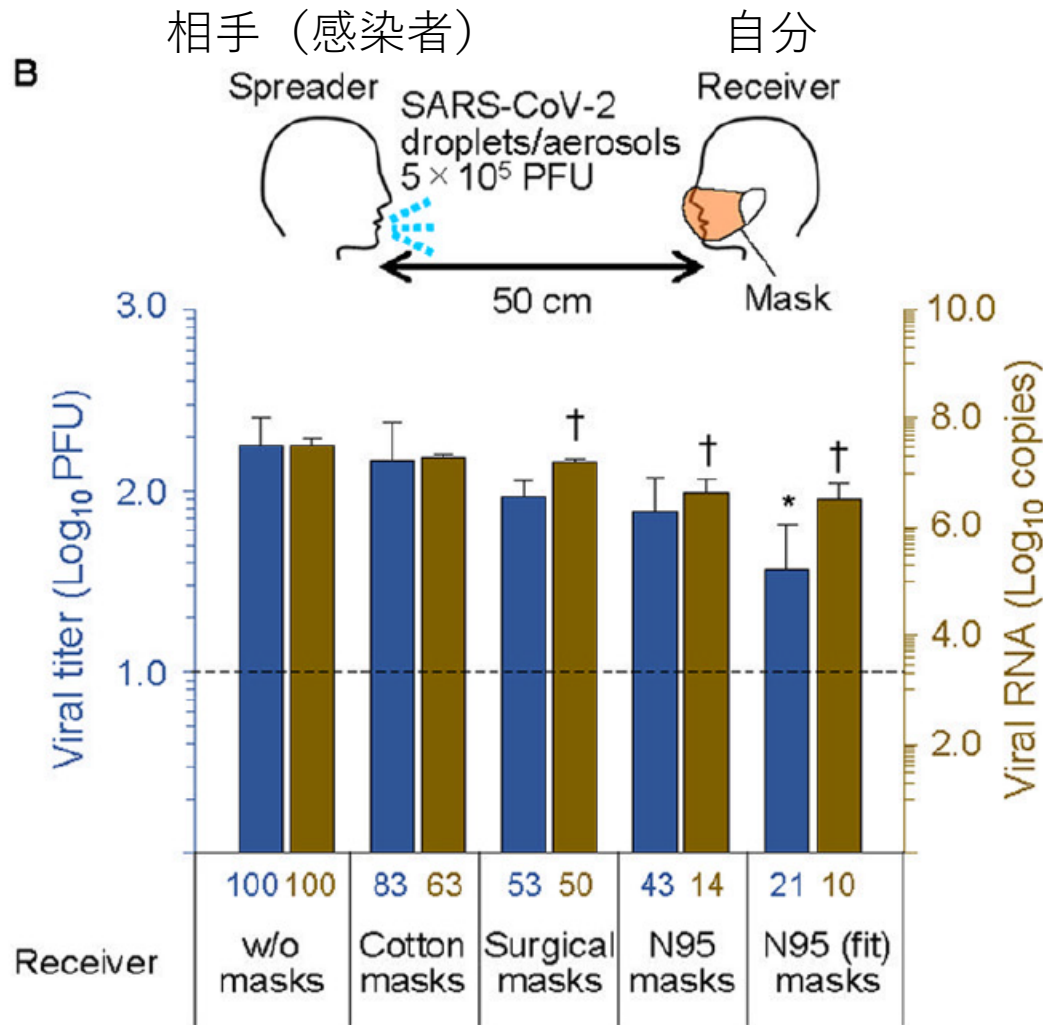 相手（感染者）
自分
B
Spreader
SARS-CoV-2
droplets/aerosols
5 × 10⁵ PFU
Receiver
50 cm
Mask
Viral titer (Log₁₀ PFU)
3.0
2.0
1.0
Viral RNA (Log₁₀ copies)
10.0
8.0
6.0
4.0
2.0
†
†
*
†
100 100 83 63 53 50 43 14 21 10
Receiver
w/o
masks
Cotton
masks
Surgical
masks
N95
masks
N95 (fit)
masks